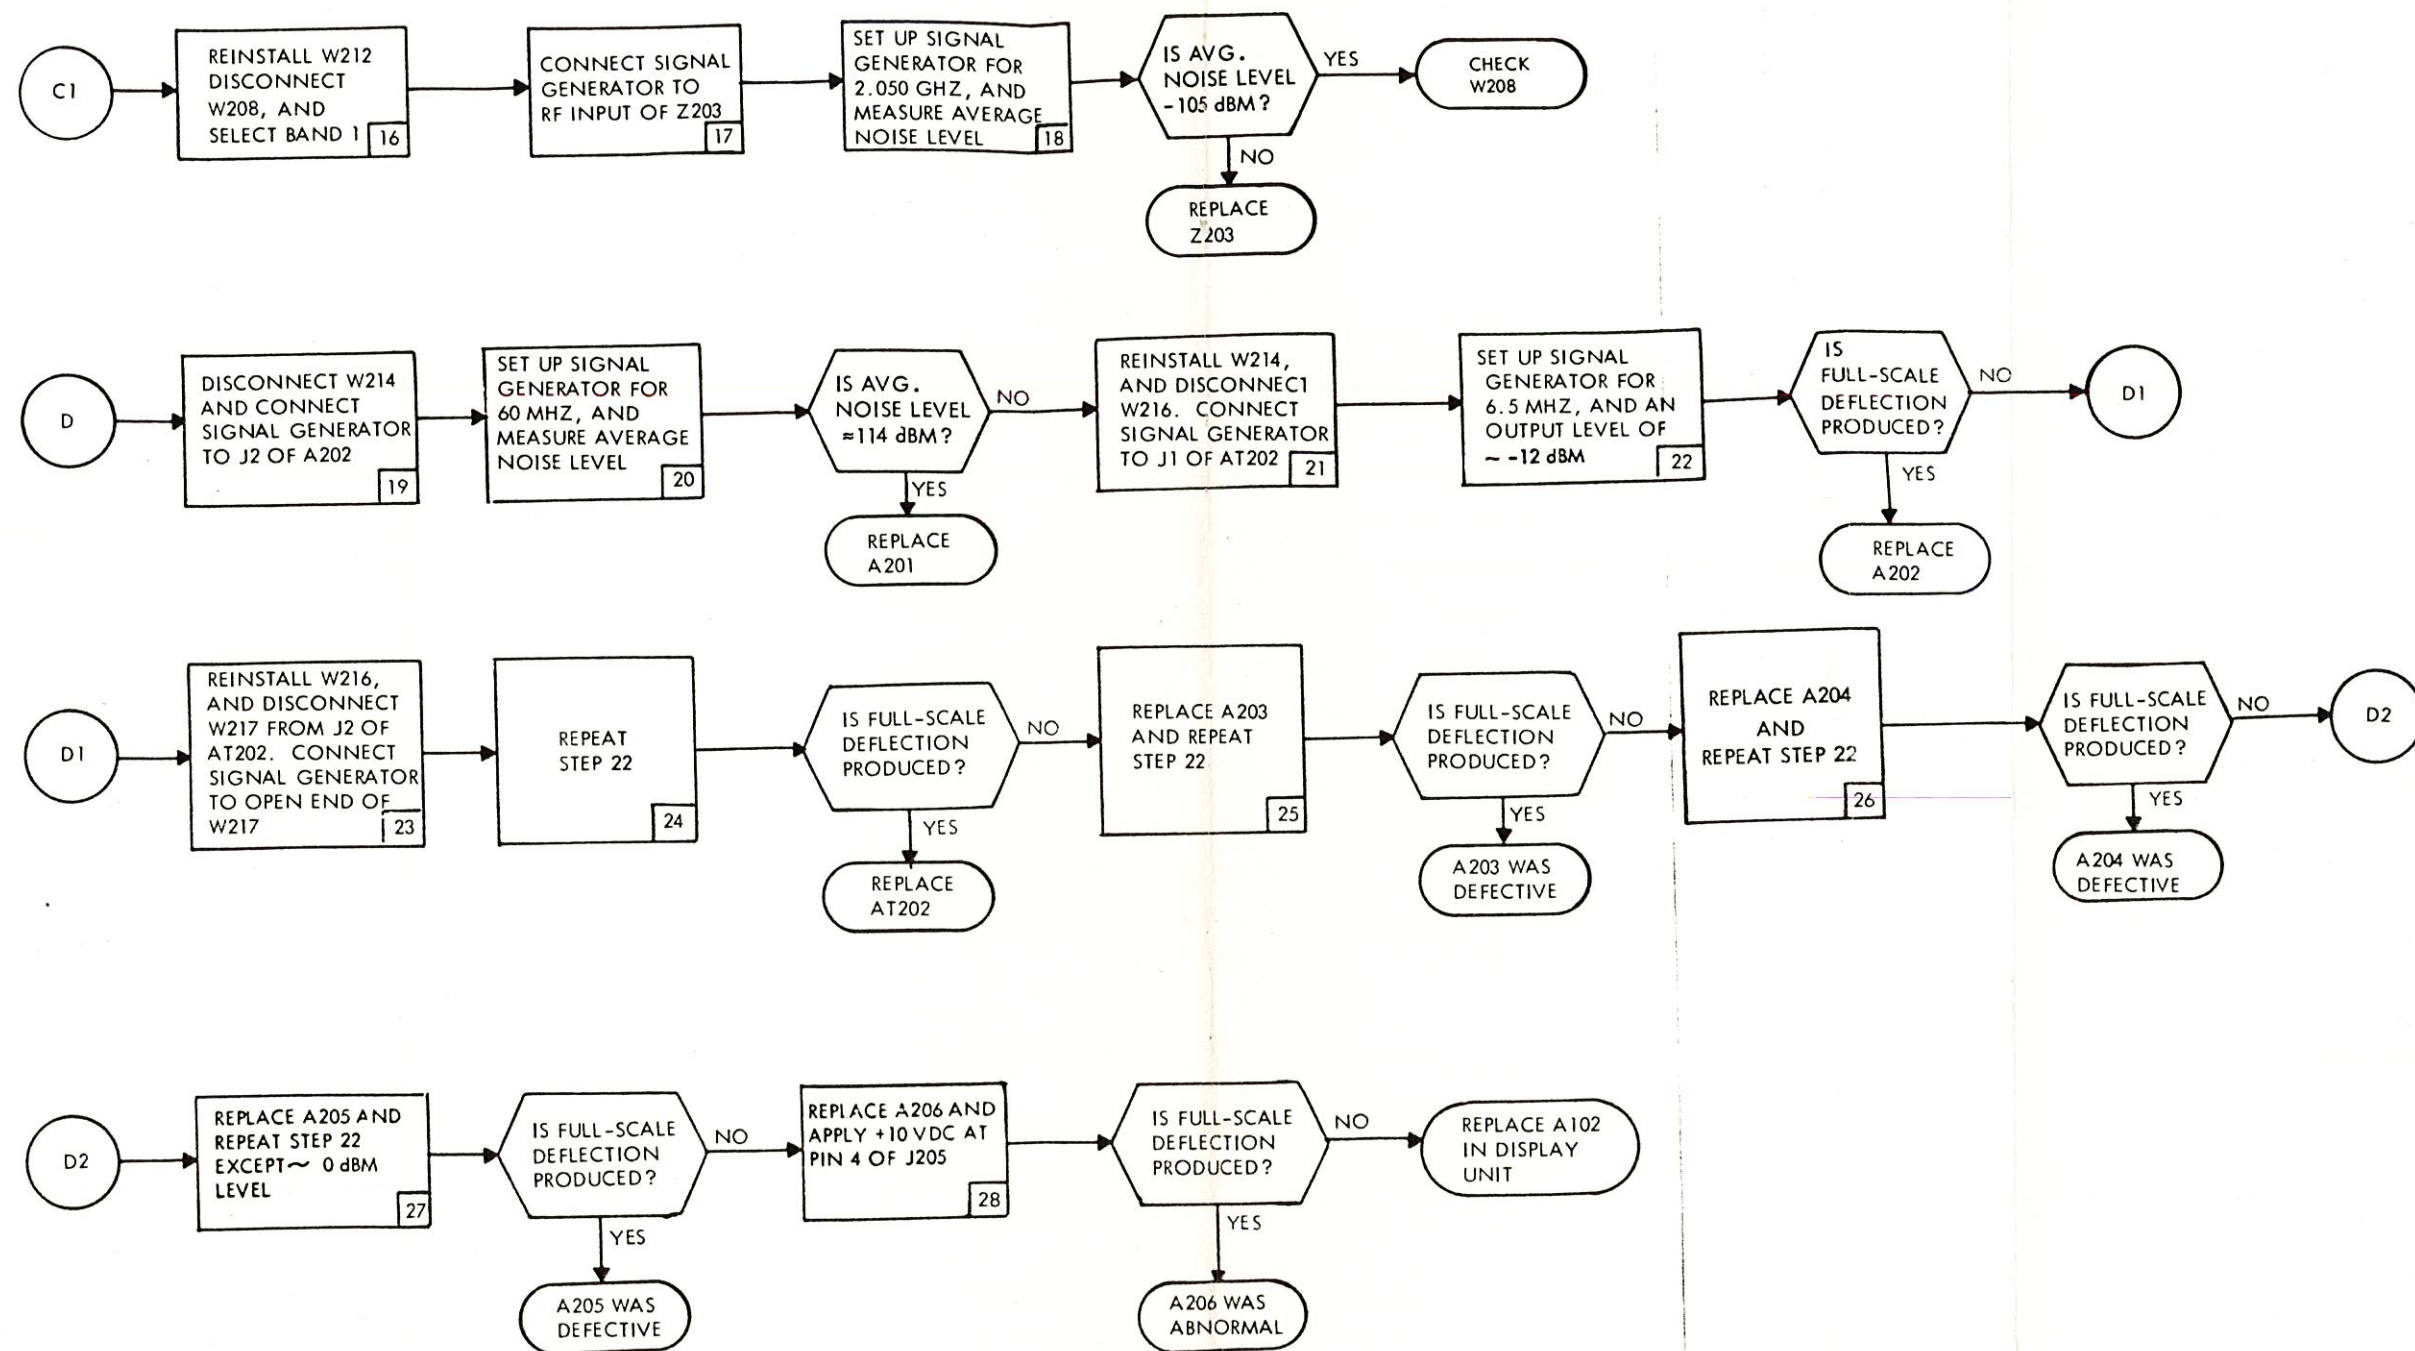 C1
REINSTALL W212
DISCONNECT
W208, AND
SELECT BAND 1
16
CONNECT SIGNAL
GENERATOR TO
RF INPUT OF Z203
17
SET UP SIGNAL
GENERATOR FOR
2.050 GHZ, AND
MEASURE AVERAGE
NOISE LEVEL
18
IS AVG.
NOISE LEVEL
-105 dBM?
YES
CHECK
W208
NO
REPLACE
Z203
D
DISCONNECT W214
AND CONNECT
SIGNAL GENERATOR
TO J2 OF A202
19
SET UP SIGNAL
GENERATOR FOR
60 MHZ, AND
MEASURE AVERAGE
NOISE LEVEL
20
IS AVG.
NOISE LEVEL
≈114 dBM?
NO
YES
REPLACE
A201
REINSTALL W214,
AND DISCONNECT
W216. CONNECT
SIGNAL GENERATOR
TO J1 OF AT202
21
SET UP SIGNAL
GENERATOR FOR
6.5 MHZ, AND AN
OUTPUT LEVEL OF
~ -12 dBM
22
IS
FULL-SCALE
DEFLECTION
PRODUCED?
NO
D1
YES
REPLACE
A202
D1
REINSTALL W216,
AND DISCONNECT
W217 FROM J2 OF
AT202. CONNECT
SIGNAL GENERATOR
TO OPEN END OF
W217
23
REPEAT
STEP 22
24
IS FULL-SCALE
DEFLECTION
PRODUCED?
NO
YES
REPLACE
AT202
REPLACE A203
AND REPEAT
STEP 22
25
IS FULL-SCALE
DEFLECTION
PRODUCED?
NO
YES
A203 WAS
DEFECTIVE
REPLACE A204
AND
REPEAT STEP 22
26
IS FULL-SCALE
DEFLECTION
PRODUCED?
NO
D2
YES
A204 WAS
DEFECTIVE
D2
REPLACE A205 AND
REPEAT STEP 22
EXCEPT~ 0 dBM
LEVEL
27
IS FULL-SCALE
DEFLECTION
PRODUCED?
NO
YES
A205 WAS
DEFECTIVE
REPLACE A206 AND
APPLY +10 VDC AT
PIN 4 OF J205
28
IS FULL-SCALE
DEFLECTION
PRODUCED?
NO
REPLACE A102
IN DISPLAY
UNIT
YES
A206 WAS
ABNORMAL